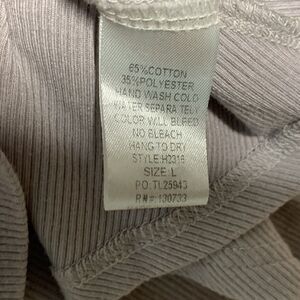 65%COTTON
35%POLYESTER
HAND WASH COLD
WATER SEPARATELY
COLOR WILL BLEED
NO BLEACH
HANG TO DRY
STYLE:H2316
SIZE: L
PO:TL25943
RN#:130733